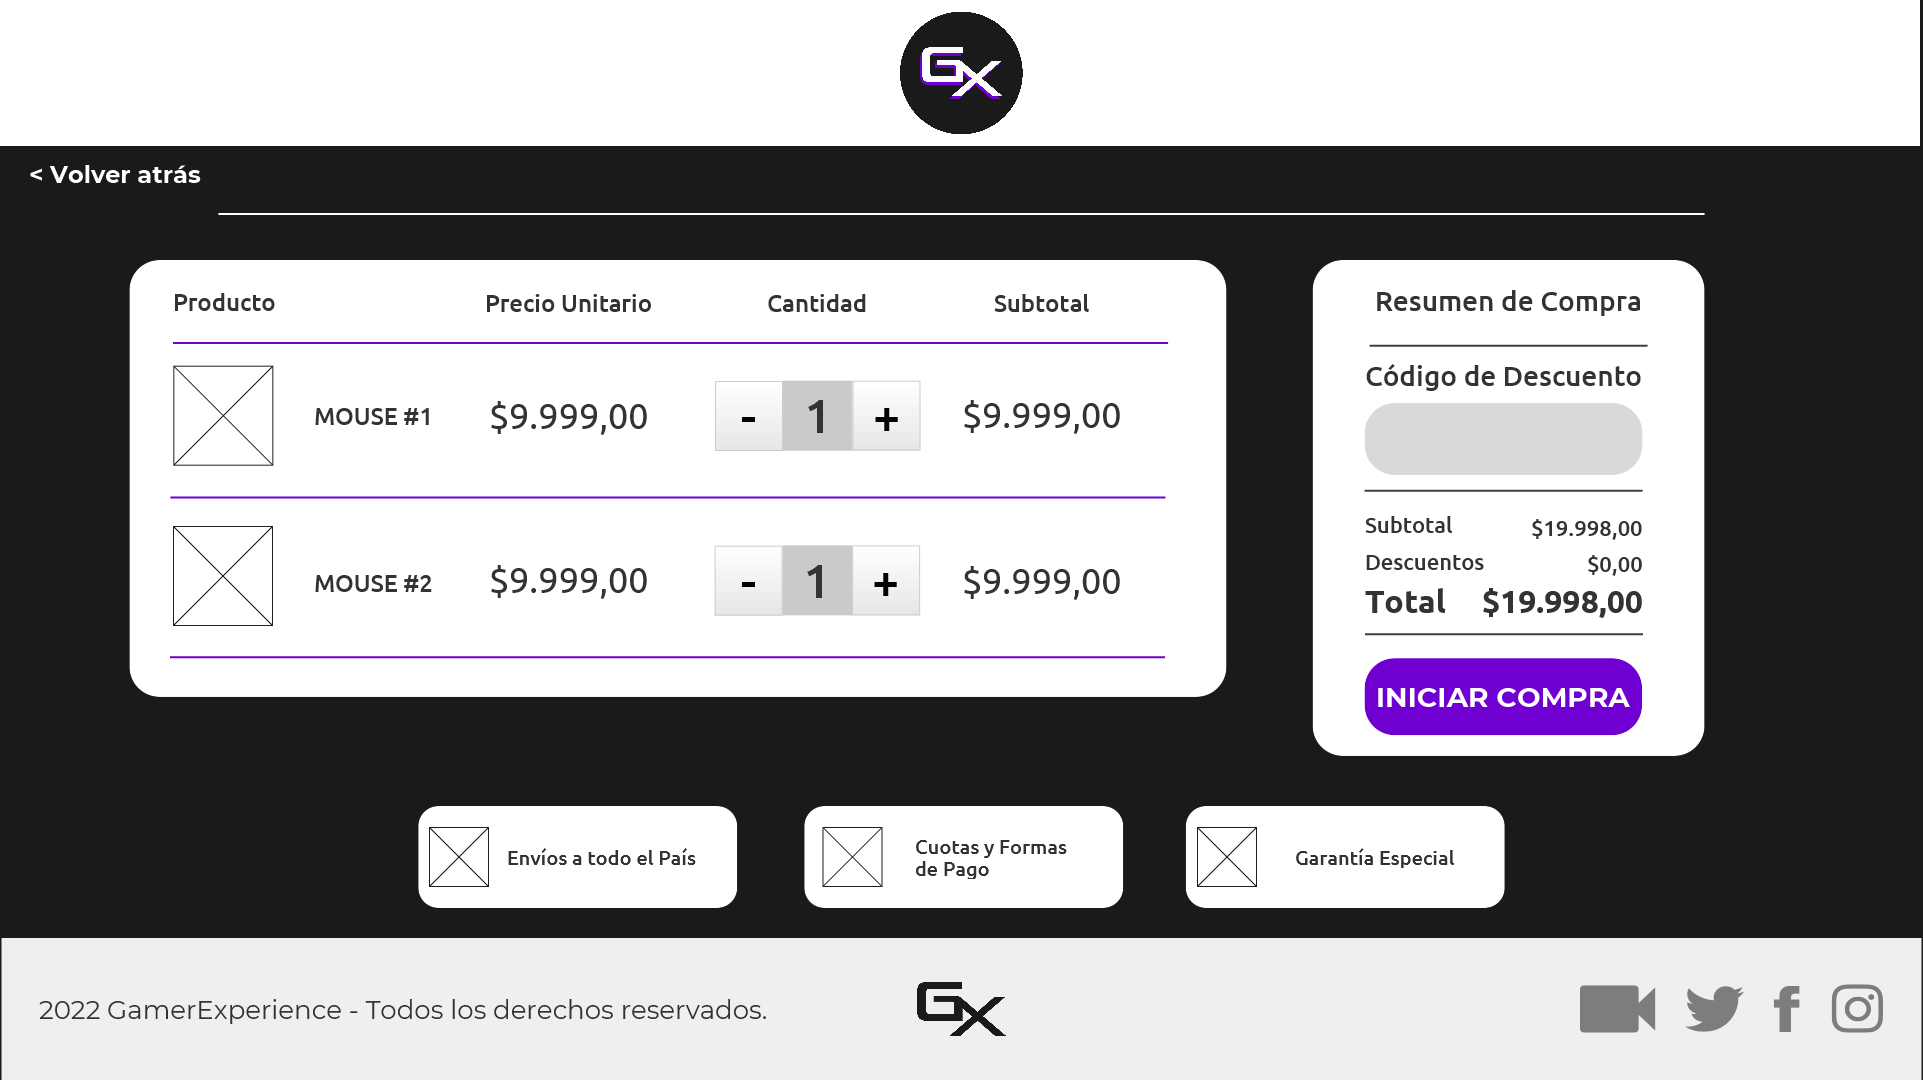 GX
< Volver atrás
Producto Precio Unitario Cantidad Subtotal
MOUSE #1 $9.999,00 - 1 + $9.999,00
MOUSE #2 $9.999,00 - 1 + $9.999,00
Resumen de Compra
Código de Descuento
Subtotal $19.998,00
Descuentos $0,00
Total $19.998,00
INICIAR COMPRA
Envíos a todo el País
Cuotas y Formas
de Pago
Garantía Especial
2022 GamerExperience - Todos los derechos reservados.
GX